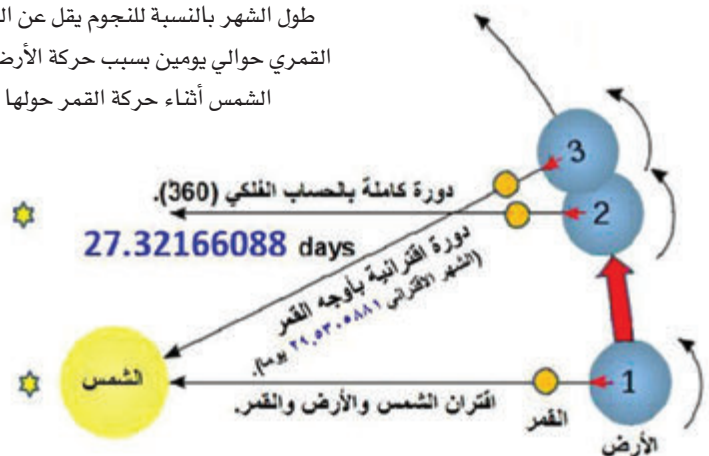 طول الشهر بالنسبة للنجوم يقل عن
القمري حوالي يومين بسبب حركة الأرض
الشمس أثناء حركة القمر حولها
3
دورة كاملة بالحساب الفلكي (360).
2
27.32166088 days
دورة اقترانية بأوجه القمر
(الشهر الاقتراني ٢٩,٥٣٠٥٨٨١ يوما).
الشمس
1
اقتران الشمس والأرض والقمر.
القمر
الأرض